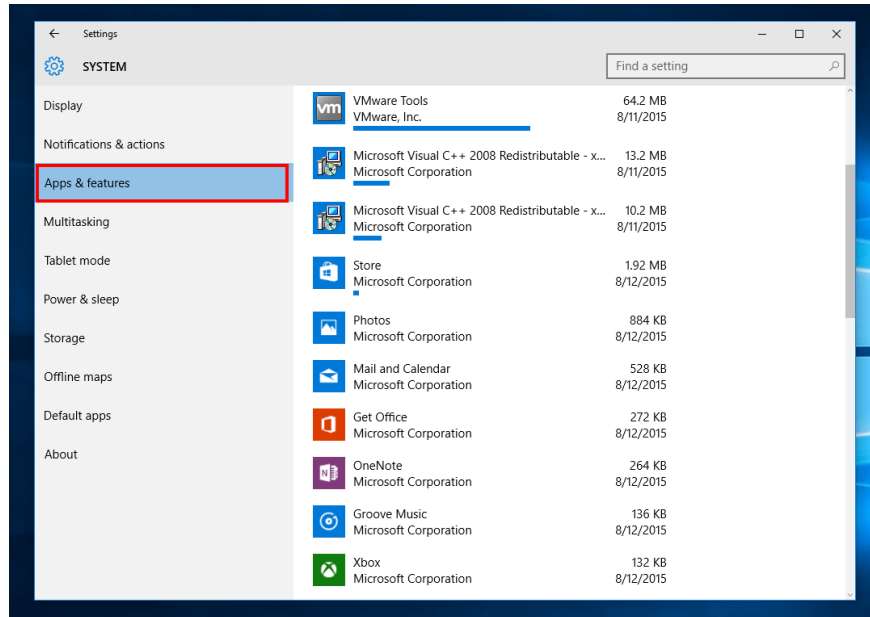 Settings
SYSTEM
Find a setting
Display
Notifications & actions
Apps & features
Multitasking
Tablet mode
Power & sleep
Storage
Offline maps
Default apps
About
vm
VMware Tools 64.2 MB
VMware, Inc. 8/11/2015
Microsoft Visual C++ 2008 Redistributable - x... 13.2 MB
Microsoft Corporation 8/11/2015
Microsoft Visual C++ 2008 Redistributable - x... 10.2 MB
Microsoft Corporation 8/11/2015
Store 1.92 MB
Microsoft Corporation 8/12/2015
Photos 884 KB
Microsoft Corporation 8/12/2015
Mail and Calendar 528 KB
Microsoft Corporation 8/12/2015
Get Office 272 KB
Microsoft Corporation 8/12/2015
N
OneNote 264 KB
Microsoft Corporation 8/12/2015
Groove Music 136 KB
Microsoft Corporation 8/12/2015
Xbox 132 KB
Microsoft Corporation 8/12/2015